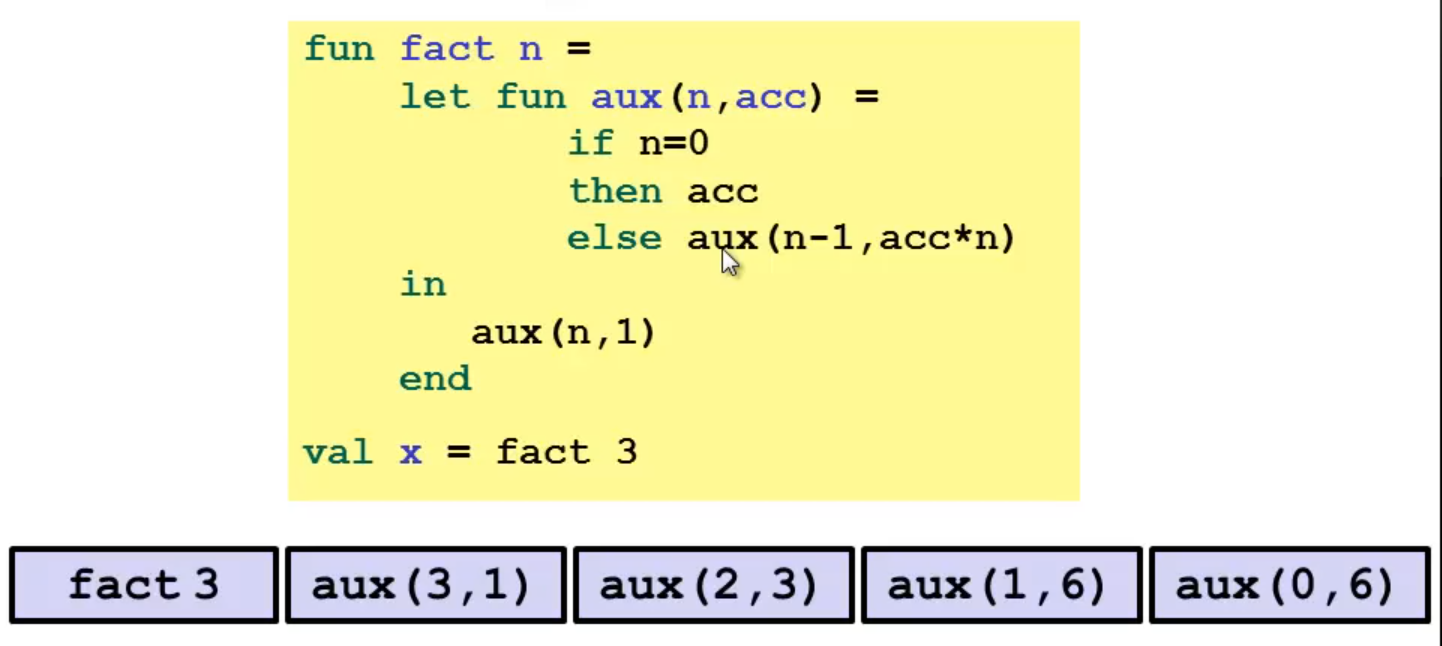 fun fact n =
let fun aux(n,acc) =
if n=0
then acc
else aux(n-1,acc*n)
in
aux(n,1)
end
val x = fact 3
fact 3 aux(3,1) aux(2,3) aux(1,6) aux(0,6)